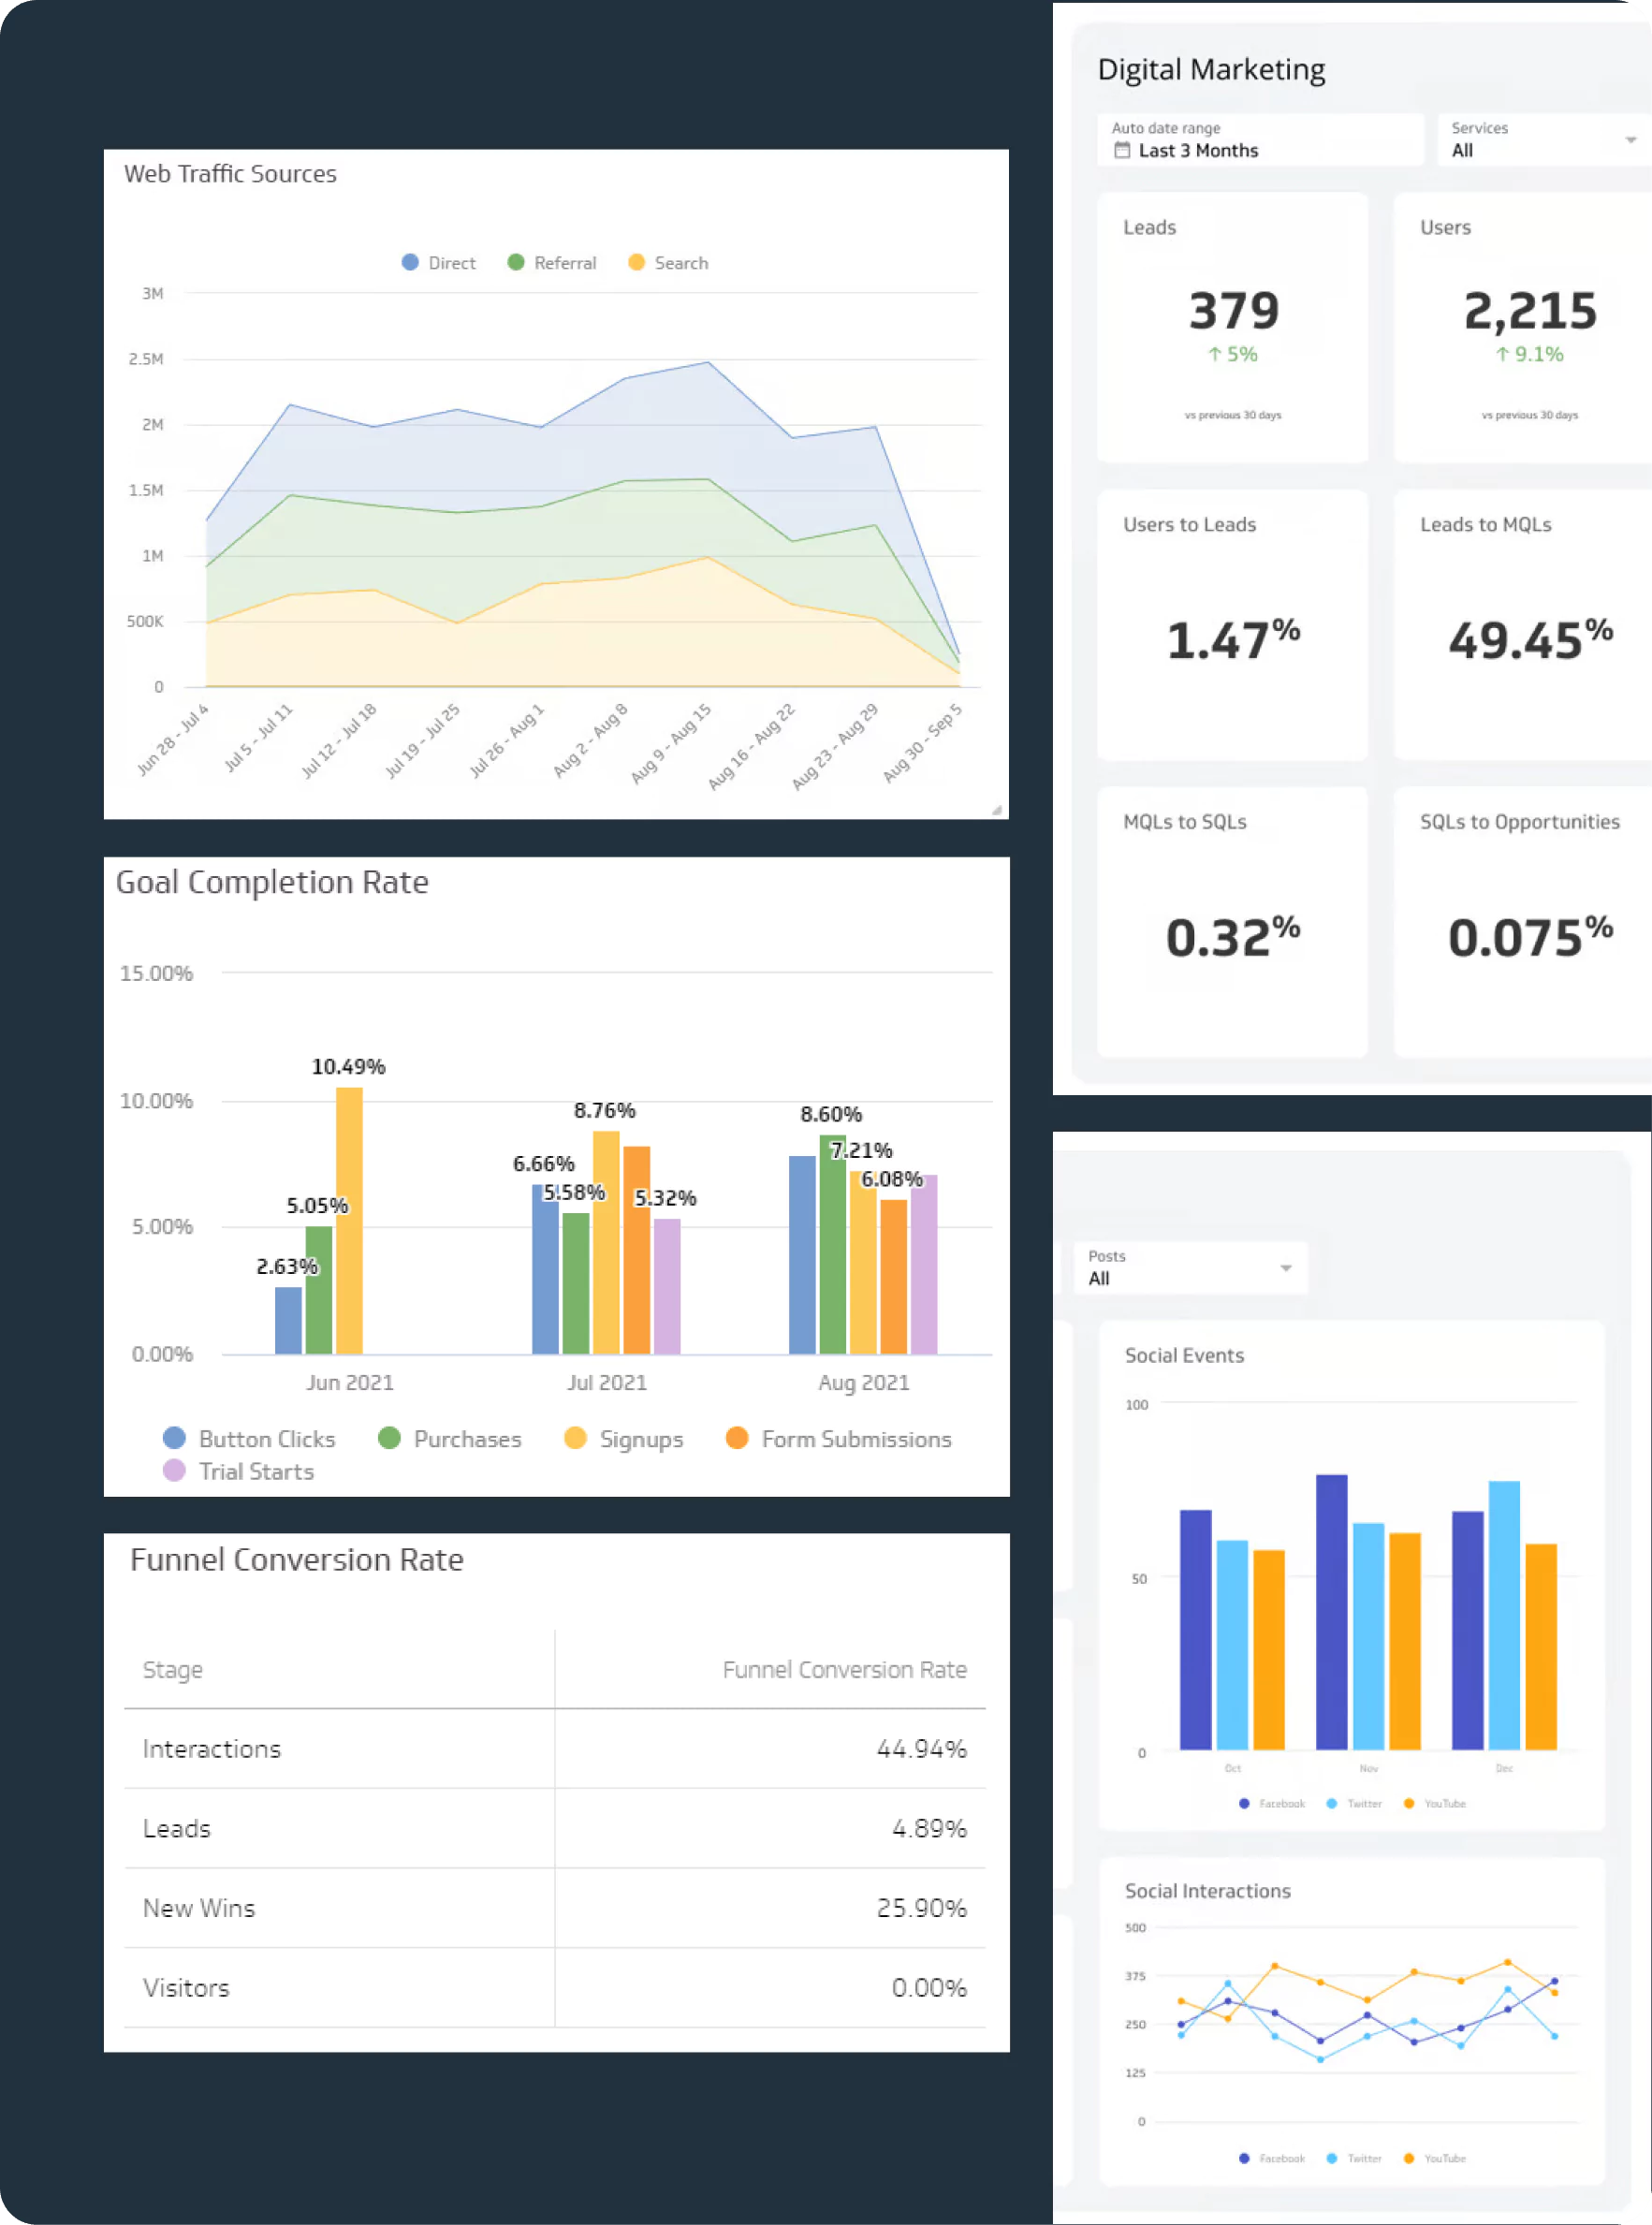 Web Traffic Sources
Direct Referral Search
3M
2.5M
2M
1.5M
1M
500K
0
Jun 28 - Jul 4 Jul 5 - Jul 11 Jul 12 - Jul 18 Jul 19 - Jul 25 Jul 26 - Aug 1 Aug 2 - Aug 8 Aug 9 - Aug 15 Aug 16 - Aug 22 Aug 23 - Aug 29 Aug 30 - Sep 5
Goal Completion Rate
15.00%
10.00%
5.00%
0.00%
2.63% 5.05% 10.49%
6.66% 5.58% 8.76% 5.32%
8.60% 7.21% 6.08%
Jun 2021 Jul 2021 Aug 2021
Button Clicks Purchases Signups Form Submissions
Trial Starts
Funnel Conversion Rate
Stage Funnel Conversion Rate
Interactions 44.94%
Leads 4.89%
New Wins 25.90%
Visitors 0.00%
Digital Marketing
Auto date range
Last 3 Months
Services
All
Leads
379
↑ 5%
vs previous 30 days
Users
2,215
↑ 9.1%
vs previous 30 days
Users to Leads
1.47%
Leads to MQLs
49.45%
MQLs to SQLs
0.32%
SQLs to Opportunities
0.075%
Posts
All
Social Events
100
50
0
Oct Nov Dec
Facebook Twitter YouTube
Social Interactions
500
375
250
125
0
Facebook Twitter YouTube